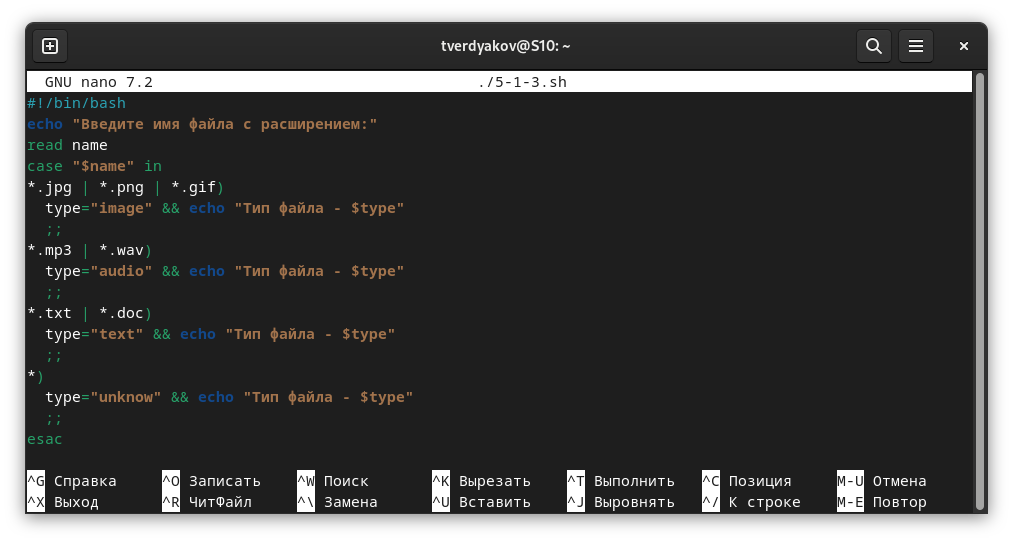 tverdyakov@S10: ~
GNU nano 7.2 ./5-1-3.sh
#!/bin/bash
echo "Введите имя файла с расширением:"
read name
case "$name" in
*.jpg | *.png | *.gif)
  type="image" && echo "Тип файла - $type"
  ;;
*.mp3 | *.wav)
  type="audio" && echo "Тип файла - $type"
  ;;
*.txt | *.doc)
  type="text" && echo "Тип файла - $type"
  ;;
*)
  type="unknow" && echo "Тип файла - $type"
  ;;
esac
^G Справка ^O Записать ^W Поиск ^K Вырезать ^T Выполнить ^C Позиция M-U Отмена
^X Выход ^R ЧитФайл ^\ Замена ^U Вставить ^J Выровнять ^/ К строке M-E Повтор